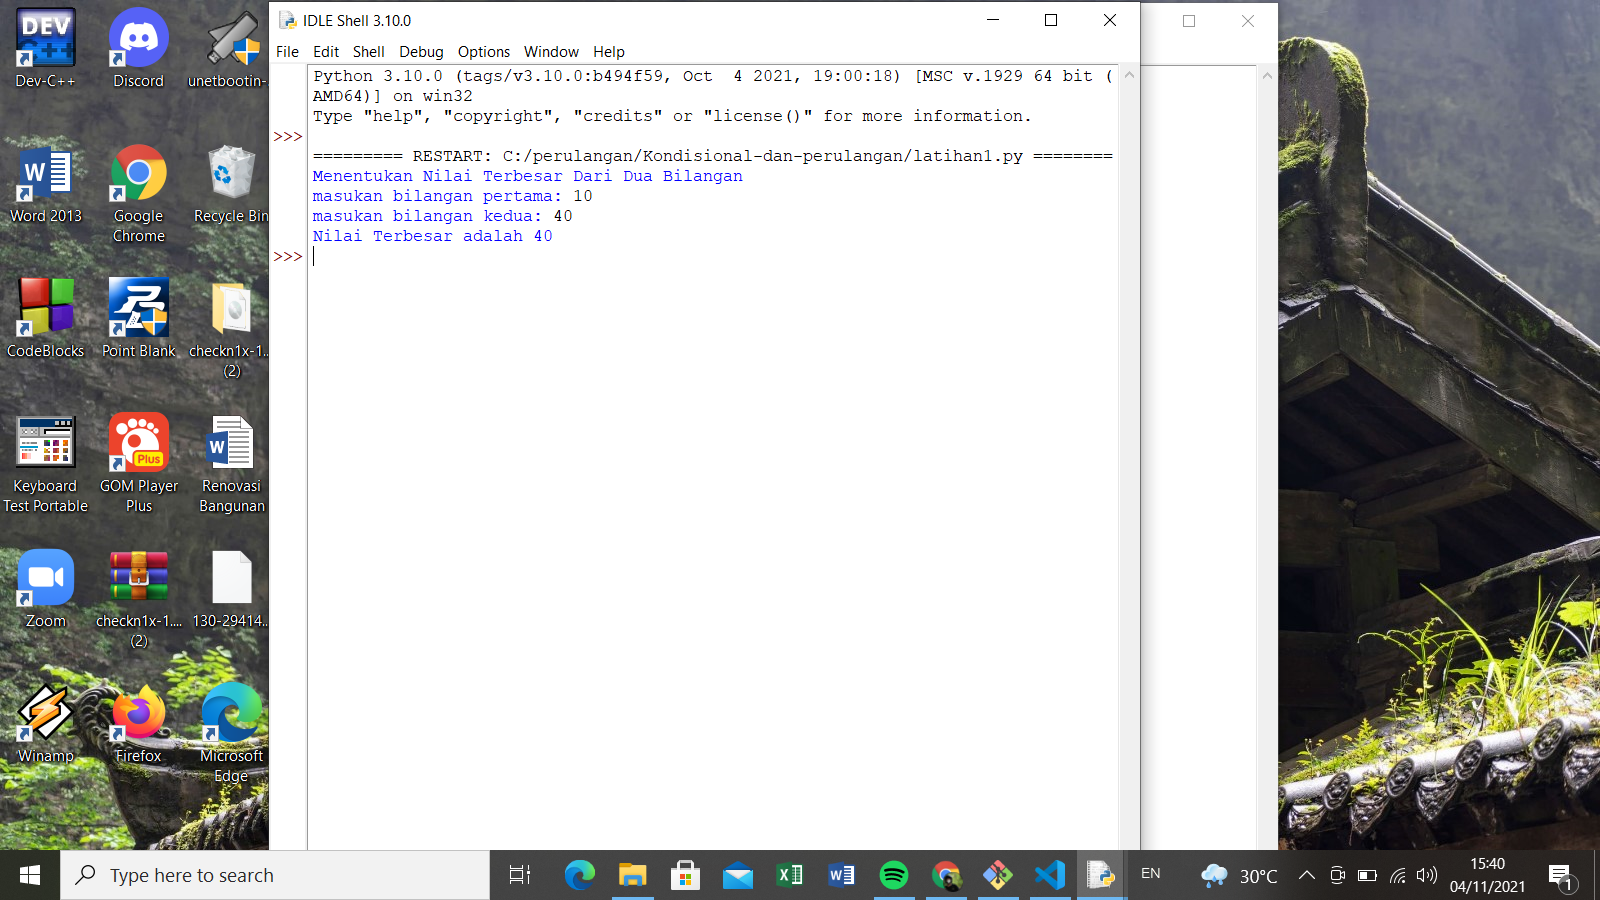 IDLE Shell 3.10.0
File Edit Shell Debug Options Window Help
Python 3.10.0 (tags/v3.10.0:b494f59, Oct  4 2021, 19:00:18) [MSC v.1929 64 bit (
AMD64)] on win32
Type "help", "copyright", "credits" or "license()" for more information.
>>>
========= RESTART: C:/perulangan/Kondisional-dan-perulangan/latihan1.py ========
Menentukan Nilai Terbesar Dari Dua Bilangan
masukan bilangan pertama: 10
masukan bilangan kedua: 40
Nilai Terbesar adalah 40
>>>
DEV
C++
Dev-C++
Discord
unetbootin-...
Word 2013
Google
Chrome
Recycle Bin
CodeBlocks
Point Blank
checkn1x-1...
(2)
Keyboard
Test Portable
Plus
GOM Player
Plus
Renovasi
Bangunan
Zoom
checkn1x-1....
(2)
130-29414...
Winamp
Firefox
Microsoft
Edge
Type here to search
EN
30°C
15:40
04/11/2021
1